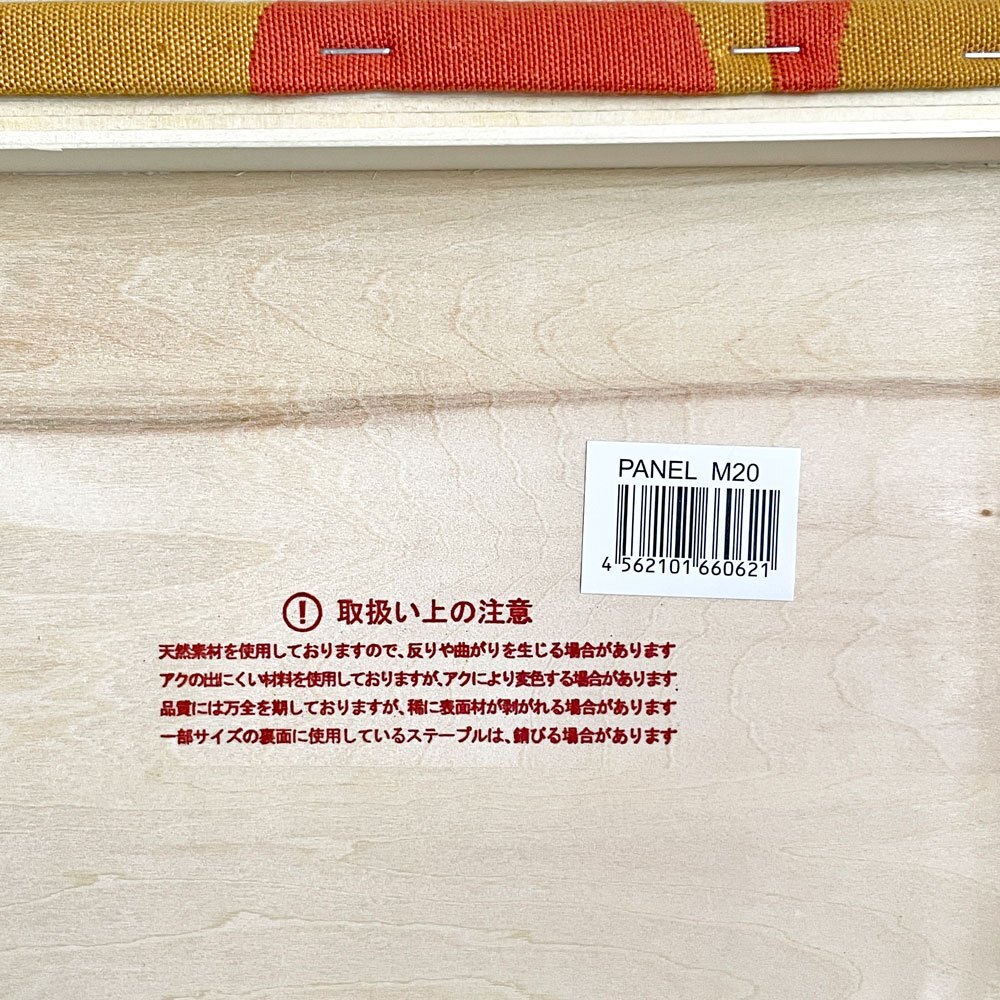 PANEL M20
4 562101 660621
! 取扱い上の注意
天然素材を使用しておりますので、反りや曲がりを生じる場合があります
アクの出にくい材料を使用しておりますが、アクにより変色する場合があります
品質には万全を期しておりますが、稀に表面材が剥がれる場合があります
一部サイズの裏面に使用しているステープルは、錆びる場合があります